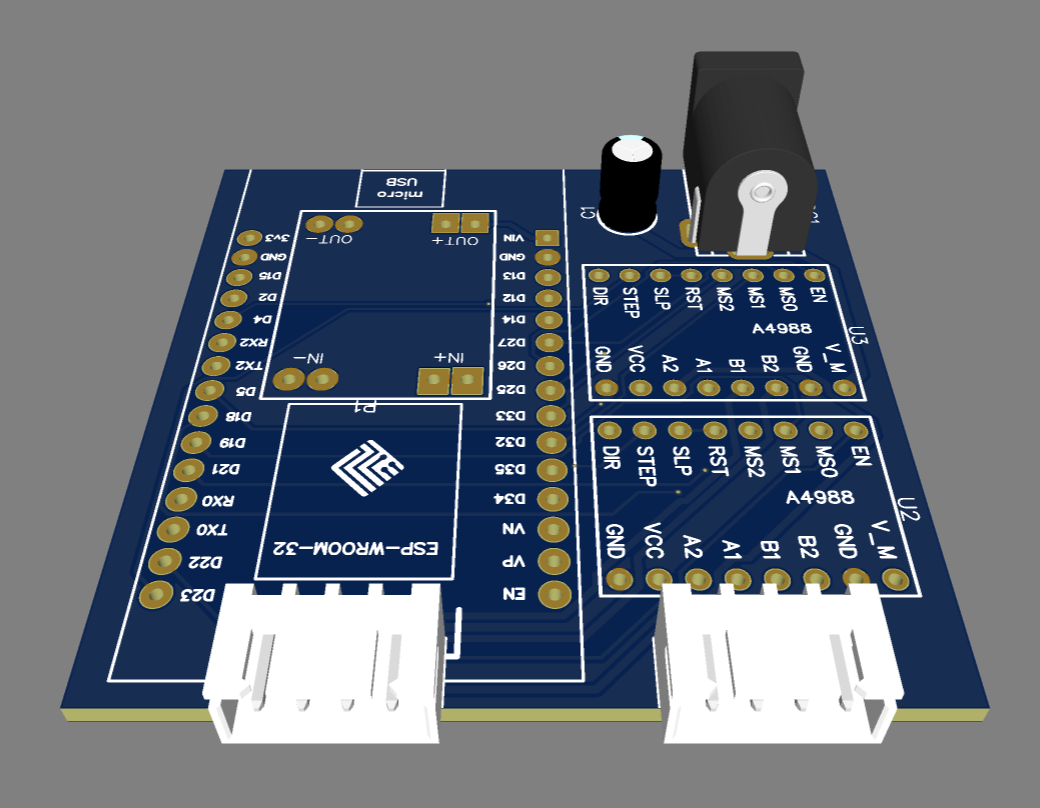 micro
USB
OUT-
OUT+
IN-
IN+
P1
3v3
GND
D15
D2
D4
RX2
TX2
D5
D18
D19
D21
RX0
TX0
D22
D23
VIN
GND
D13
D12
D14
D27
D26
D25
D33
D32
D35
D34
VN
VP
EN
ESP-WROOM-32
C1
DIR STEP SLP RST MS2 MS1 MS0 EN
A4988
U3
GND VCC A2 A1 B1 B2 GND V_M
DIR STEP SLP RST MS2 MS1 MS0 EN
A4988
U2
GND VCC A2 A1 B1 B2 GND V_M